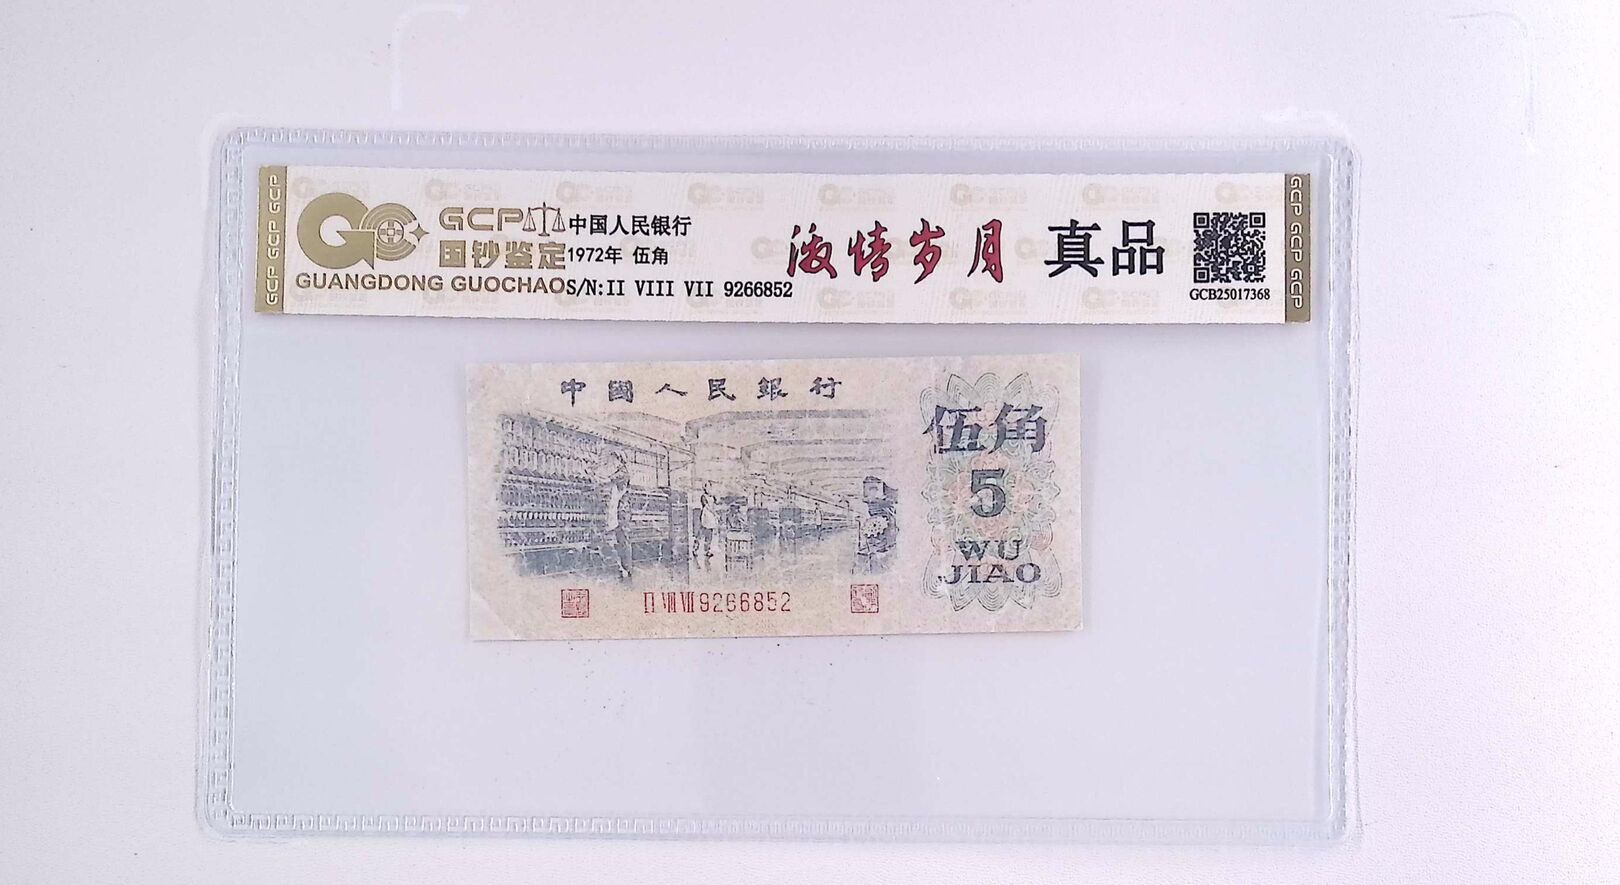 GCP GCP GCP
GCP 中国人民银行
国钞鉴定 1972年 伍角
GUANGDONG GUOCHAO S/N:II VIII VII 9266852
激情岁月 真品
GCB25017368
GCP GCP GCP
中國人民銀行
伍角
5
WU
JIAO
II VIII VII 9266852